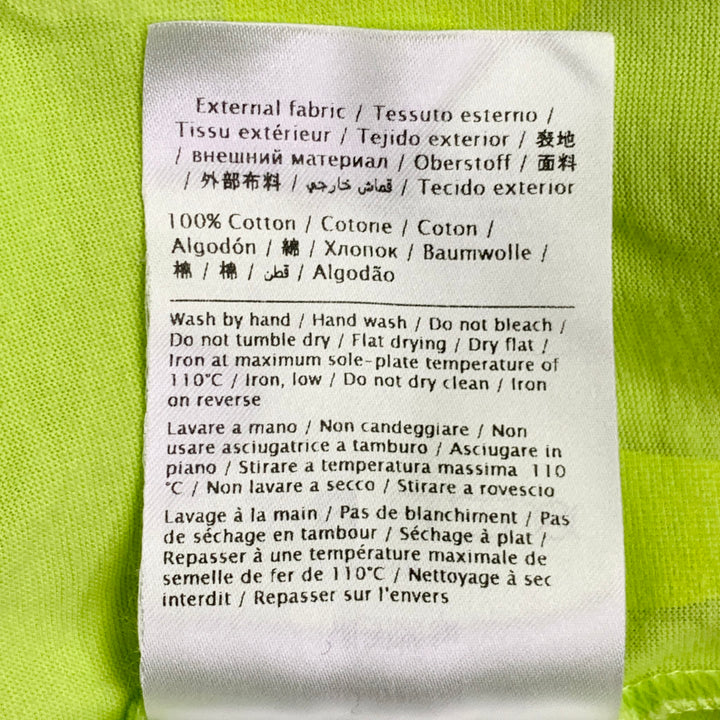 External fabric / Tessuto esterno /
Tissu extérieur / Tejido exterior / 表地
/ внешний материал / Oberstoff / 面料
/ 外部布料 / قماش خارجي / Tecido exterior
100% Cotton / Cotone / Coton /
Algodón / 綿 / Хлопок / Baumwolle /
棉 / 棉 / قطن / Algodão
Wash by hand / Hand wash / Do not bleach /
Do not tumble dry / Flat drying / Dry flat /
Iron at maximum sole-plate temperature of
110°C / Iron, low / Do not dry clean / Iron
on reverse
Lavare a mano / Non candeggiare / Non
usare asciugatrice a tamburo / Asciugare in
piano / Stirare a temperatura massima 110
°C / Non lavare a secco / Stirare a rovescio
Lavage à la main / Pas de blanchiment / Pas
de séchage en tambour / Séchage à plat /
Repasser à une température maximale de
semelle de fer de 110°C / Nettoyage à sec
interdit / Repasser sur l'envers